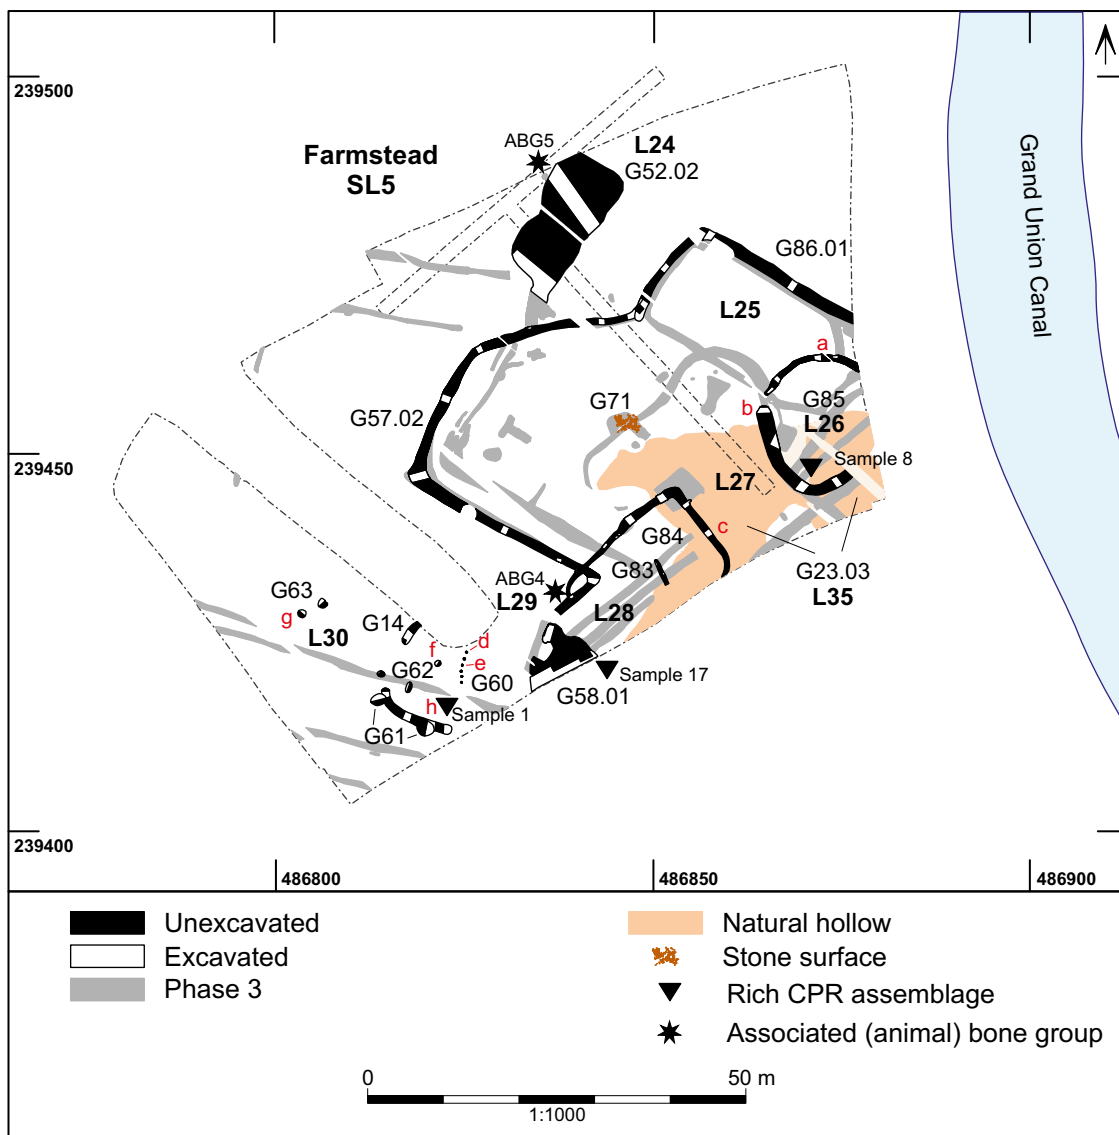 239500
ABG5
L24
Farmstead
SL5
G52.02
Grand Union Canal
G86.01
L25
a
G57.02
G71
b
G85
L26
239450
Sample 8
L27
c
G84
ABG4
G83
G23.03
L29
L35
G63
g
L30
G14
L28
d
f
e
G62
G60
Sample 17
G58.01
h
Sample 1
G61
239400
486800
486850
486900
Unexcavated
Excavated
Phase 3
Natural hollow
Stone surface
Rich CPR assemblage
Associated (animal) bone group
0
50 m
1:1000